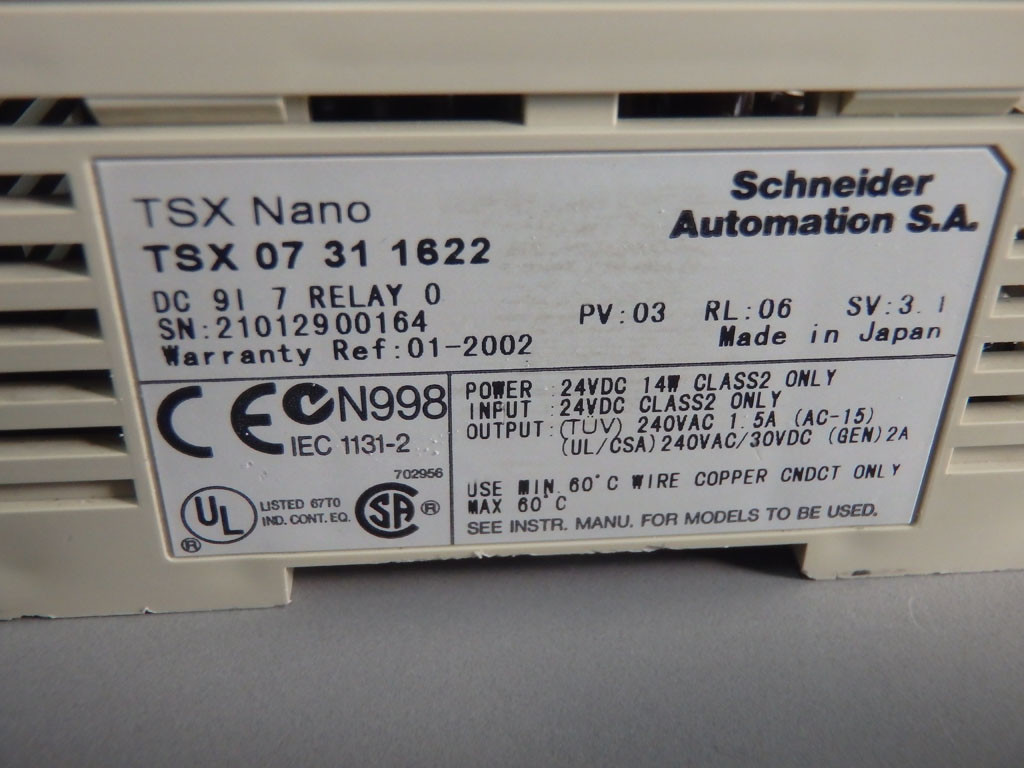 TSX Nano
Schneider
Automation S.A.
TSX 07 31 1622
DC 9I 7 RELAY O
SN:21012900164
PV:03 RL:06 SV:3.1
Warranty Ref:01-2002
Made in Japan
CE N998
IEC 1131-2
702956
UL LISTED 67T0
IND. CONT. EQ.
®
SA ®
POWER :24VDC 14W CLASS2 ONLY
INPUT :24VDC CLASS2 ONLY
OUTPUT:(TÜV) 240VAC 1.5A (AC-15)
(UL/CSA)240VAC/30VDC (GEN)2A
USE MIN.60°C WIRE COPPER CNDCT ONLY
MAX 60°C
SEE INSTR. MANU. FOR MODELS TO BE USED.